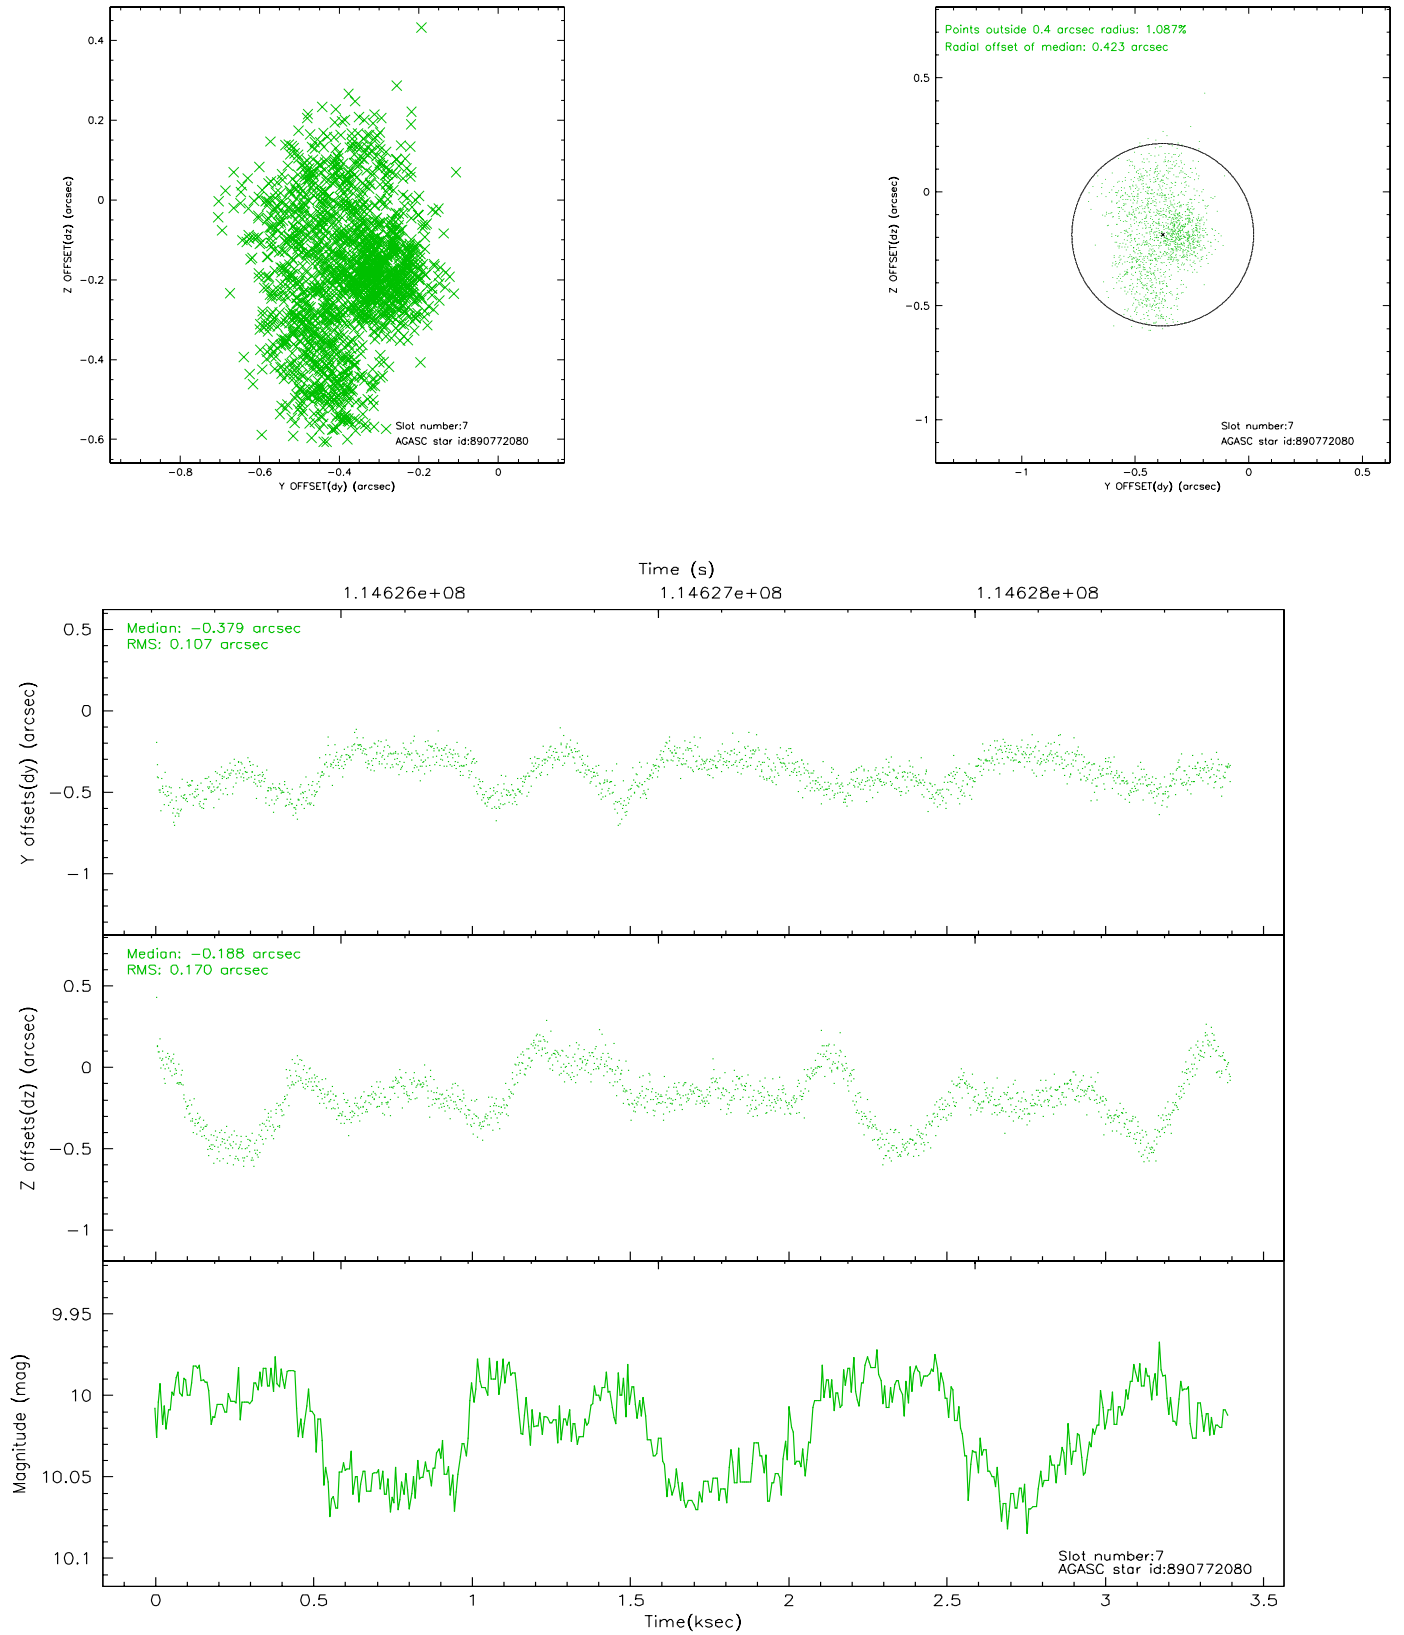 0.4
0.2
0
−0.2
−0.4
−0.6
Z OFFSET(dz) (arcsec)
Slot number:7
AGASC star id:890772080
−0.8 −0.6 −0.4 −0.2 0
Y OFFSET(dy) (arcsec)
Points outside 0.4 arcsec radius: 1.087%
Radial offset of median: 0.423 arcsec
0.5
0
−0.5
−1
Z OFFSET(dz) (arcsec)
Slot number:7
AGASC star id:890772080
−1 −0.5 0 0.5
Y OFFSET(dy) (arcsec)
Time (s)
1.14626e+08 1.14627e+08 1.14628e+08
Median: −0.379 arcsec
RMS: 0.107 arcsec
0.5
0
−0.5
−1
Y offsets(dy) (arcsec)
Median: −0.188 arcsec
RMS: 0.170 arcsec
0.5
0
−0.5
−1
Z offsets(dz) (arcsec)
9.95
10
10.05
10.1
Magnitude (mag)
Slot number:7
AGASC star id:890772080
0 0.5 1 1.5 2 2.5 3 3.5
Time(ksec)